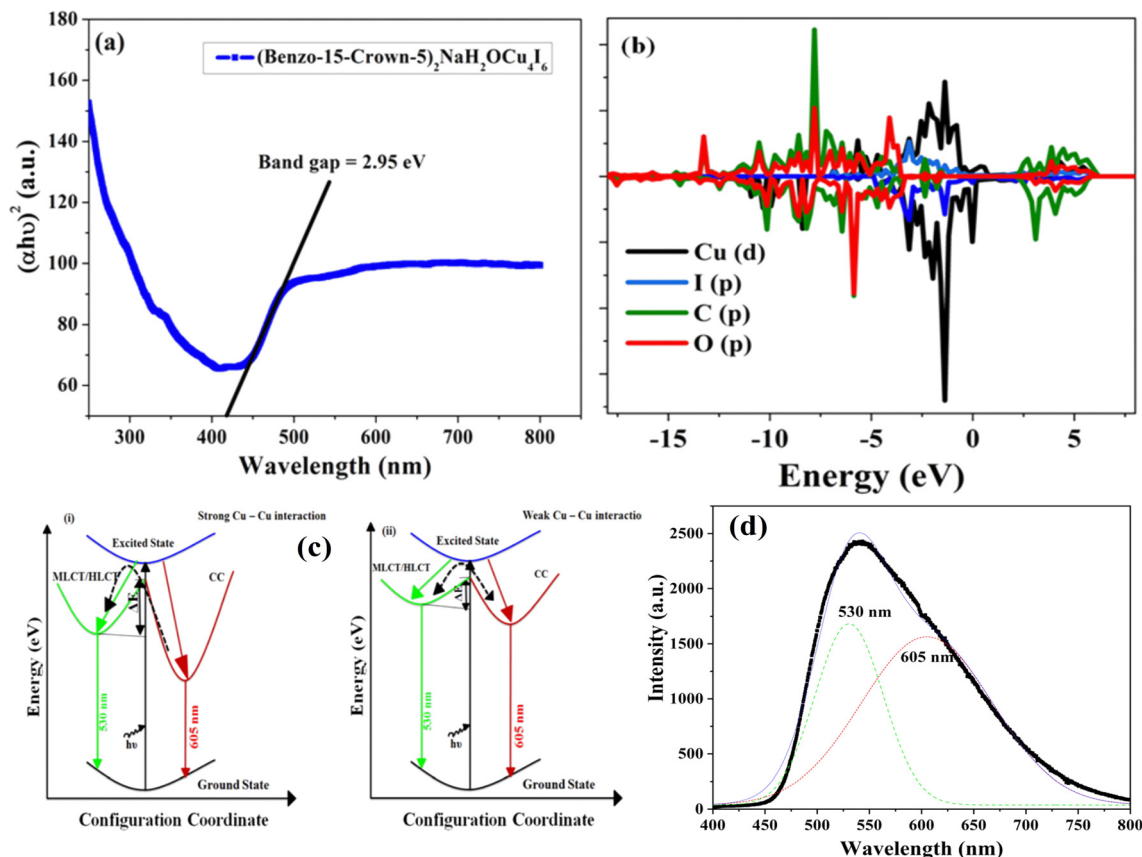 (a)
(Benzo-15-Crown-5)₂NaH₂OCu₄I₆
Band gap = 2.95 eV
(αhυ)² (a.u.)
180
160
140
120
100
80
60
300 400 500 600 700 800
Wavelength (nm)
(b)
Cu (d)
I (p)
C (p)
O (p)
-15 -10 -5 0 5
Energy (eV)
(c)
(i)
Strong Cu – Cu interaction
Excited State
MLCT/HLCT
CC
ΔE
530 nm
hυ
605 nm
Ground State
Energy (eV)
Configuration Coordinate
(ii)
Weak Cu – Cu interactio
Excited State
MLCT/HLCT
CC
ΔE
530 nm
hυ
605 nm
Ground State
Energy (eV)
Configuration Coordinate
(d)
530 nm
605 nm
Intensity (a.u.)
2500
2000
1500
1000
500
0
400 450 500 550 600 650 700 750 800
Wavelength (nm)